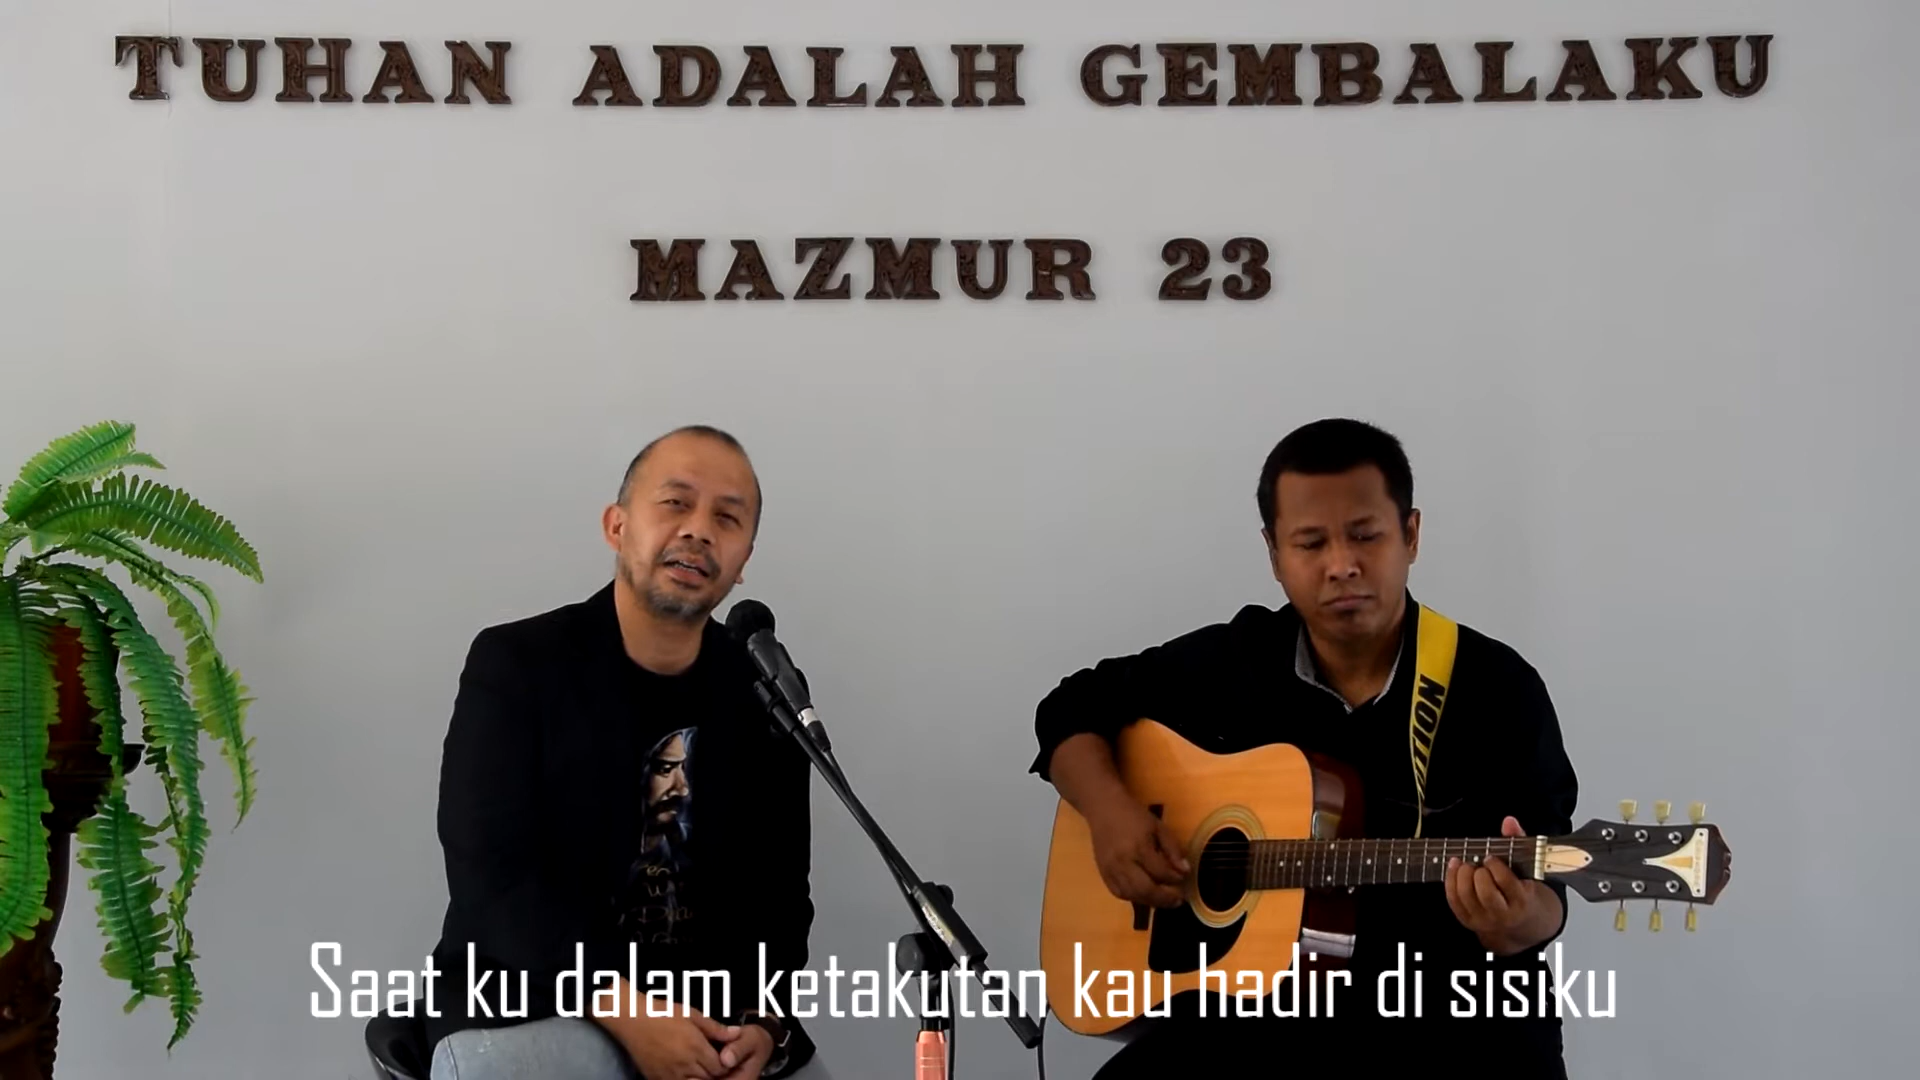 TUHAN ADALAH GEMBALAKU
MAZMUR 23
Saat ku dalam ketakutan kau hadir di sisiku